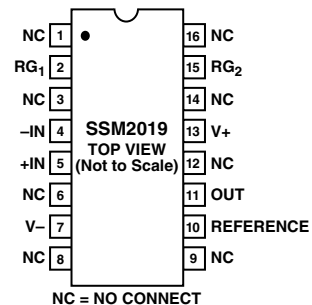 NC 1 16 NC
RG1 2 15 RG2
NC 3 14 NC
–IN 4 SSM2019 13 V+
TOP VIEW
+IN 5 (Not to Scale) 12 NC
NC 6 11 OUT
V– 7 10 REFERENCE
NC 8 9 NC
NC = NO CONNECT